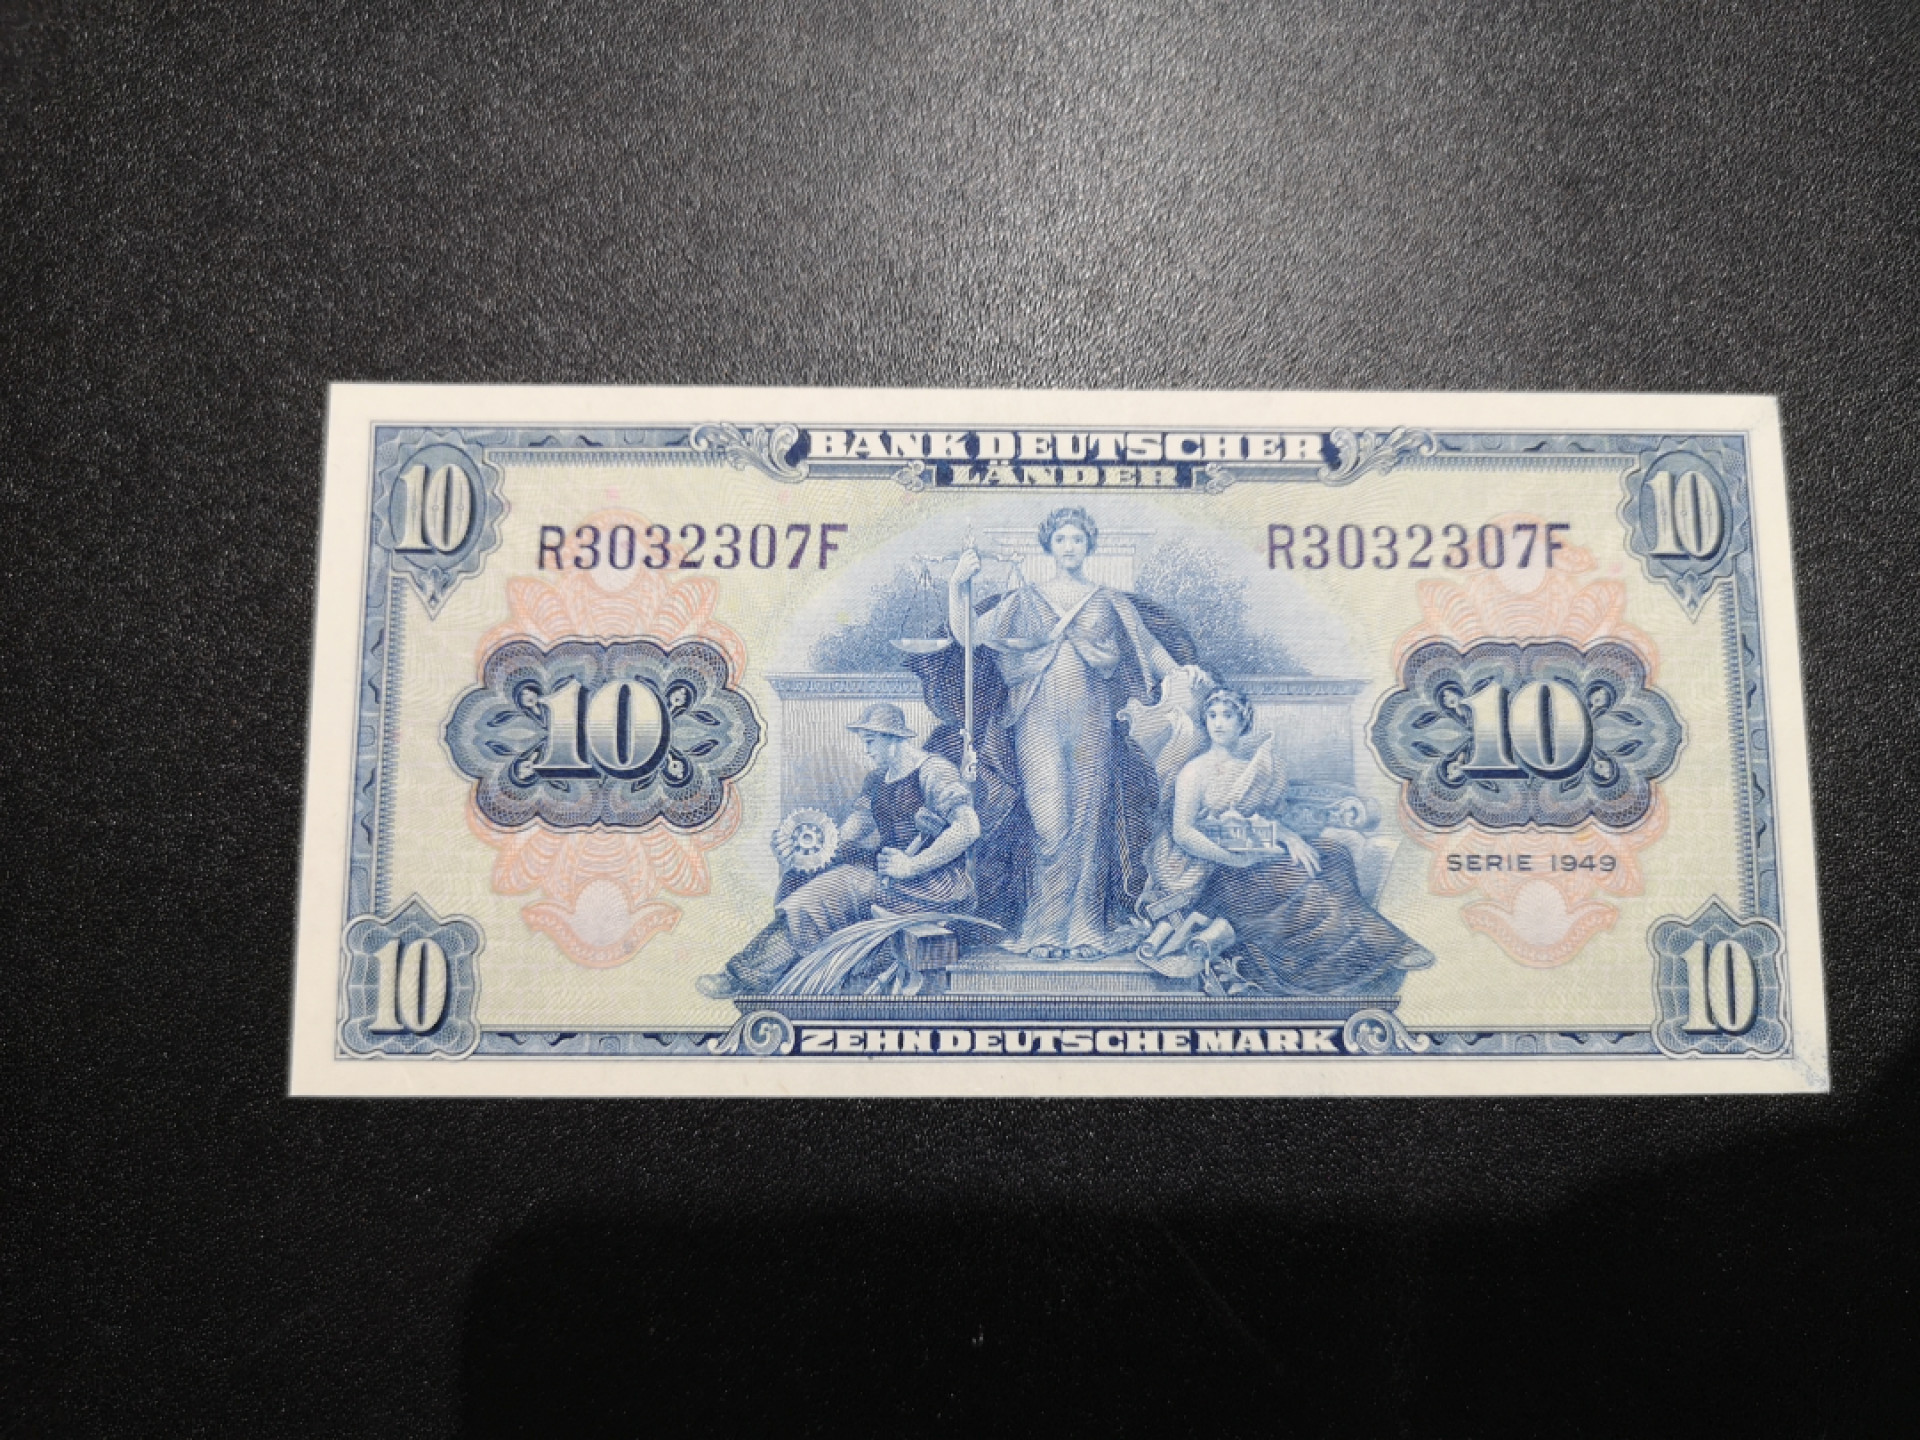 BANK DEUTSCHER
LÄNDER
10 10
R3032307F R3032307F
10 10
SERIE 1949
10 10
ZEHN DEUTSCHE MARK